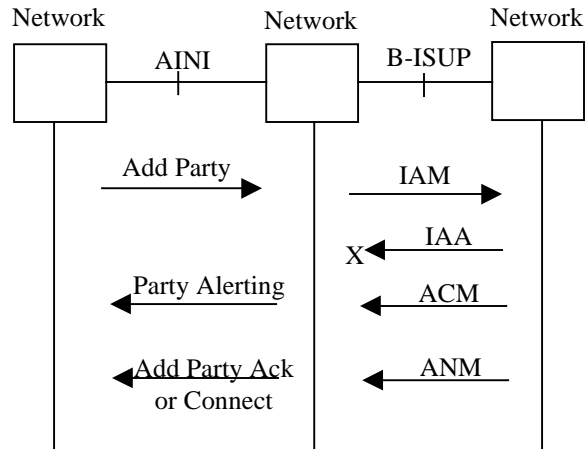 Network Network Network
AINI B-ISUP
Add Party IAM
X IAA
Party Alerting ACM
Add Party Ack ANM
or Connect